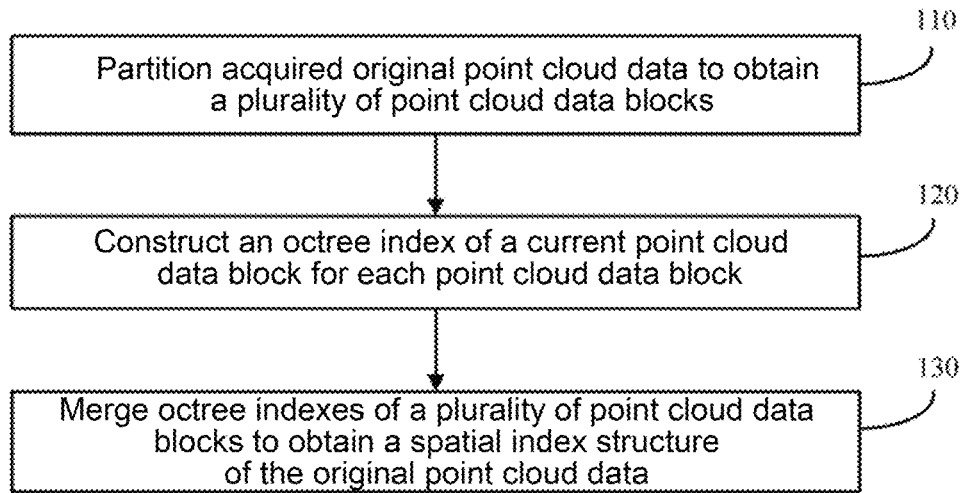 110
Partition acquired original point cloud data to obtain
a plurality of point cloud data blocks
120
Construct an octree index of a current point cloud
data block for each point cloud data block
130
Merge octree indexes of a plurality of point cloud data
blocks to obtain a spatial index structure
of the original point cloud data